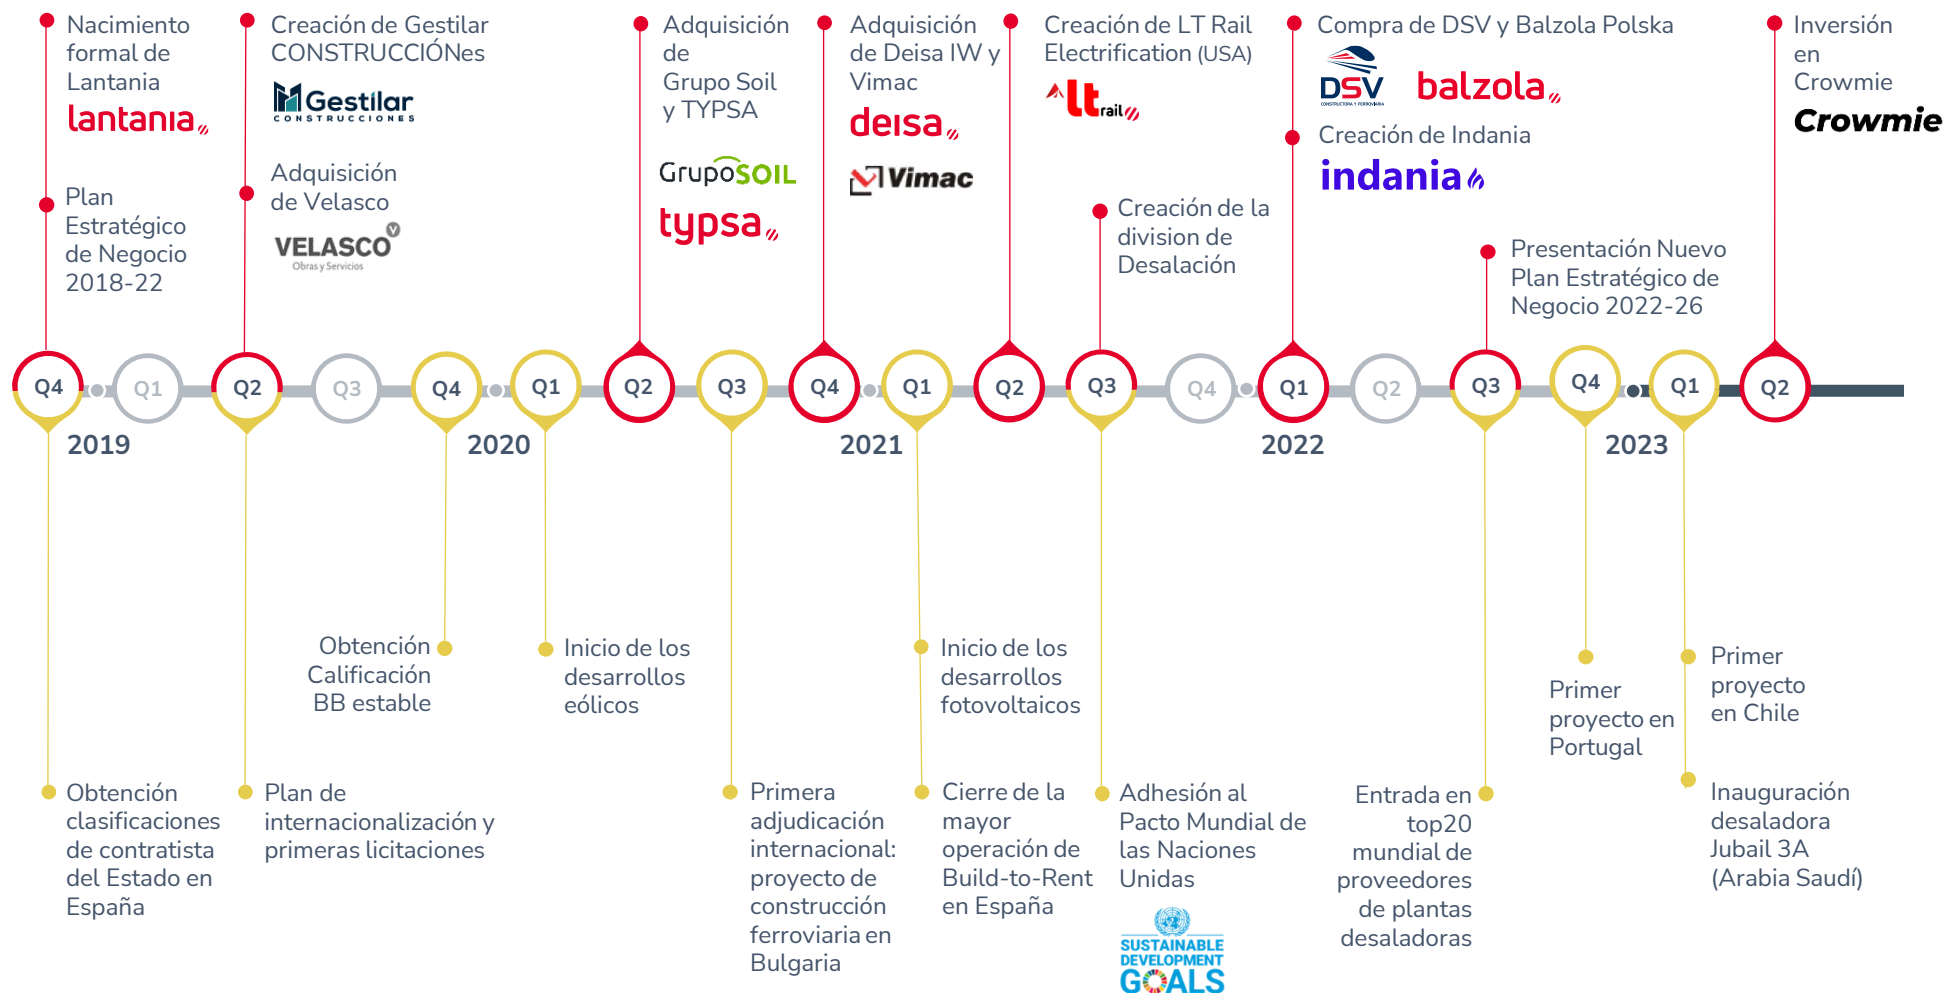 Nacimiento
formal de
Lantania
lantania
Plan
Estratégico
de Negocio
2018-22
Creación de Gestilar
CONSTRUCCIÓNes
Gestilar
CONSTRUCCIONES
Adquisición
de Velasco
VELASCO V
Obras y Servicios
Adquisición
de
Grupo Soil
y TYPSA
GrupoSOIL
typsa
Adquisición
de Deisa IW y
Vimac
deisa
Vimac
Creación de LT Rail
Electrification (USA)
lt rail
Creación de la
division de
Desalación
Compra de DSV y Balzola Polska
DSV
CONSTRUCTORA Y FERROVIARIA
balzola
Creación de Indania
indania
Presentación Nuevo
Plan Estratégico de
Negocio 2022-26
Inversión
en
Crowmie
Crowmie
Q4 Q1 Q2 Q3 Q4 Q1 Q2 Q3 Q4 Q1 Q2 Q3 Q4 Q1 Q2 Q3 Q4 Q1 Q2
2019 2020 2021 2022 2023
Obtención
Calificación
BB estable
Inicio de los
desarrollos
eólicos
Inicio de los
desarrollos
fotovoltaicos
Primer
proyecto en
Portugal
Primer
proyecto
en Chile
Obtención
clasificaciones
de contratista
del Estado en
España
Plan de
internacionalización y
primeras licitaciones
Primera
adjudicación
internacional:
proyecto de
construcción
ferroviaria en
Bulgaria
Cierre de la
mayor
operación de
Build-to-Rent
en España
Adhesión al
Pacto Mundial de
las Naciones
Unidas
SUSTAINABLE
DEVELOPMENT
GOALS
Entrada en
top20
mundial de
proveedores
de plantas
desaladoras
Inauguración
desaladora
Jubail 3A
(Arabia Saudí)